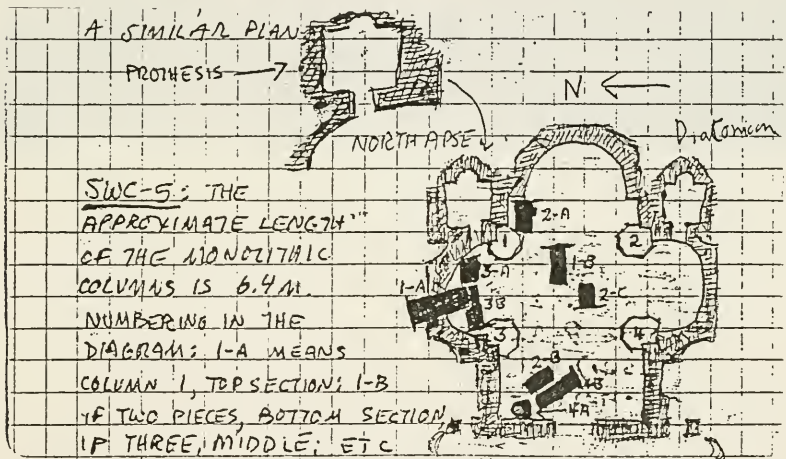 A SIMILAR PLAN
PROTHESIS
N
NORTH APSE
SWC-5: THE
APPROXIMATE LENGTH
OF THE MONOLITHIC
COLUMNS IS 6.4 M.
NUMBERING IN THE
DIAGRAM: 1-A MEANS
COLUMN 1, TOP SECTION; 1-B
IF TWO PIECES, BOTTOM SECTION
IF THREE, MIDDLE; ETC
2-A
1
2
3-A
1-B
1-A
3B
2-C
3
4
2-B
4B
4A